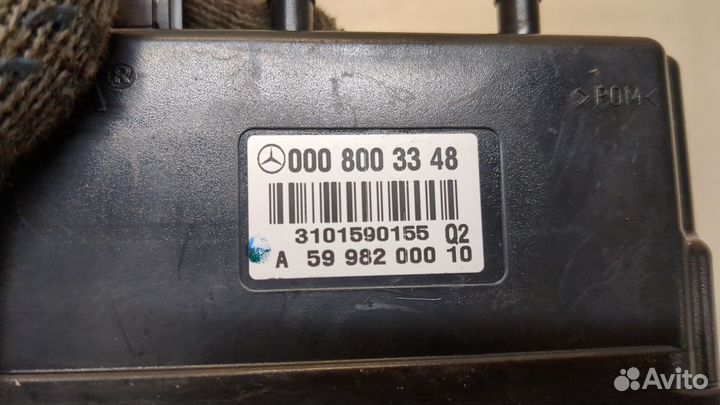 ®
>POM<
000 800 33 48
3101590155 Q2
A 59 982 000 10
Avito